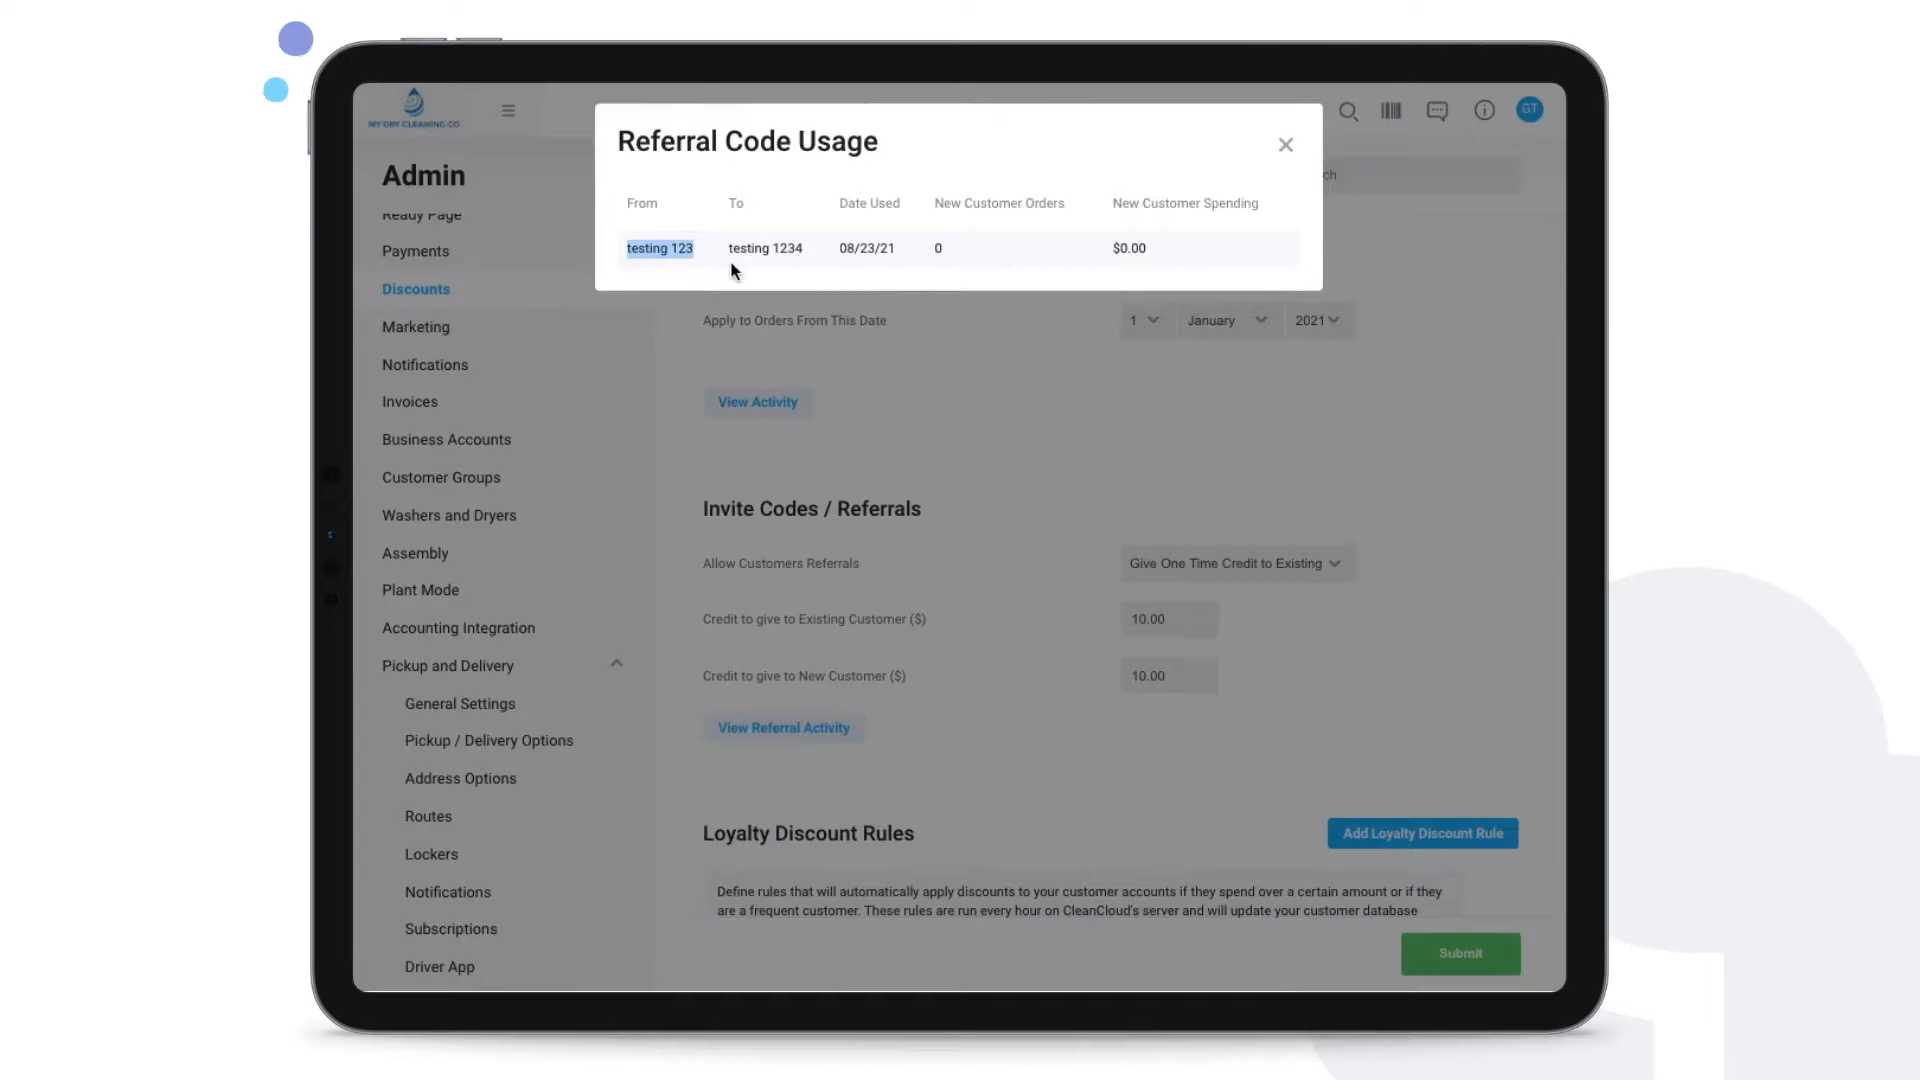 MY DRY CLEANING CO
GT
Admin
Ready Page
Payments
Discounts
Marketing
Notifications
Invoices
Business Accounts
Customer Groups
Washers and Dryers
Assembly
Plant Mode
Accounting Integration
Pickup and Delivery
General Settings
Pickup / Delivery Options
Address Options
Routes
Lockers
Notifications
Subscriptions
Driver App
Referral Code Usage
From To Date Used New Customer Orders New Customer Spending
testing 123 testing 1234 08/23/21 0 $0.00
ch
Apply to Orders From This Date 1 January 2021
View Activity
Invite Codes / Referrals
Allow Customers Referrals Give One Time Credit to Existing
Credit to give to Existing Customer ($) 10.00
Credit to give to New Customer ($) 10.00
View Referral Activity
Loyalty Discount Rules Add Loyalty Discount Rule
Define rules that will automatically apply discounts to your customer accounts if they spend over a certain amount or if they
are a frequent customer. These rules are run every hour on CleanCloud's server and will update your customer database
Submit